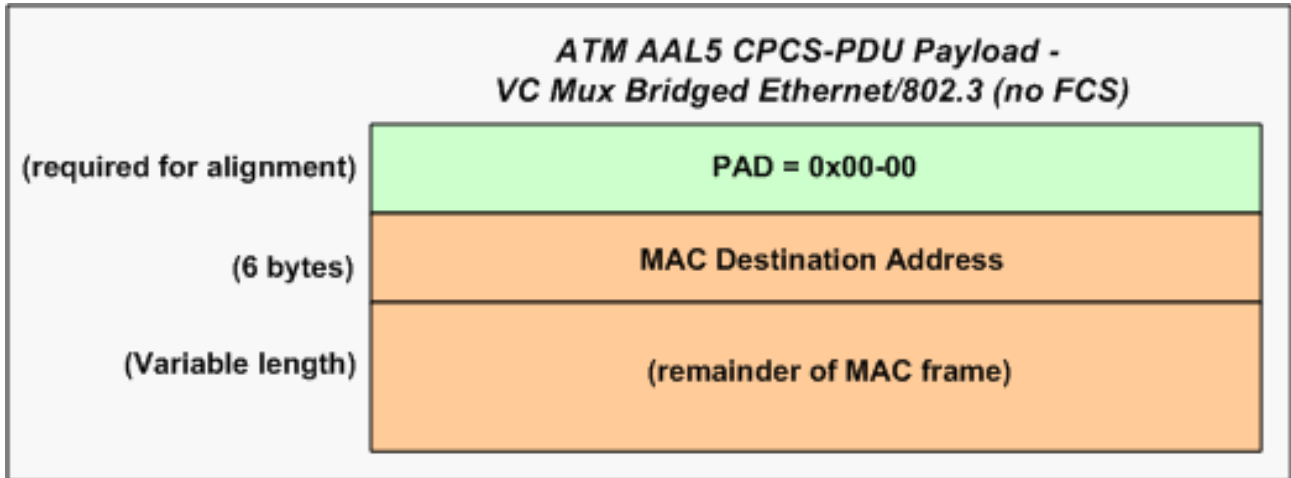 ATM AAL5 CPCS-PDU Payload -
VC Mux Bridged Ethernet/802.3 (no FCS)
(required for alignment) PAD = 0x00-00
(6 bytes) MAC Destination Address
(Variable length) (remainder of MAC frame)